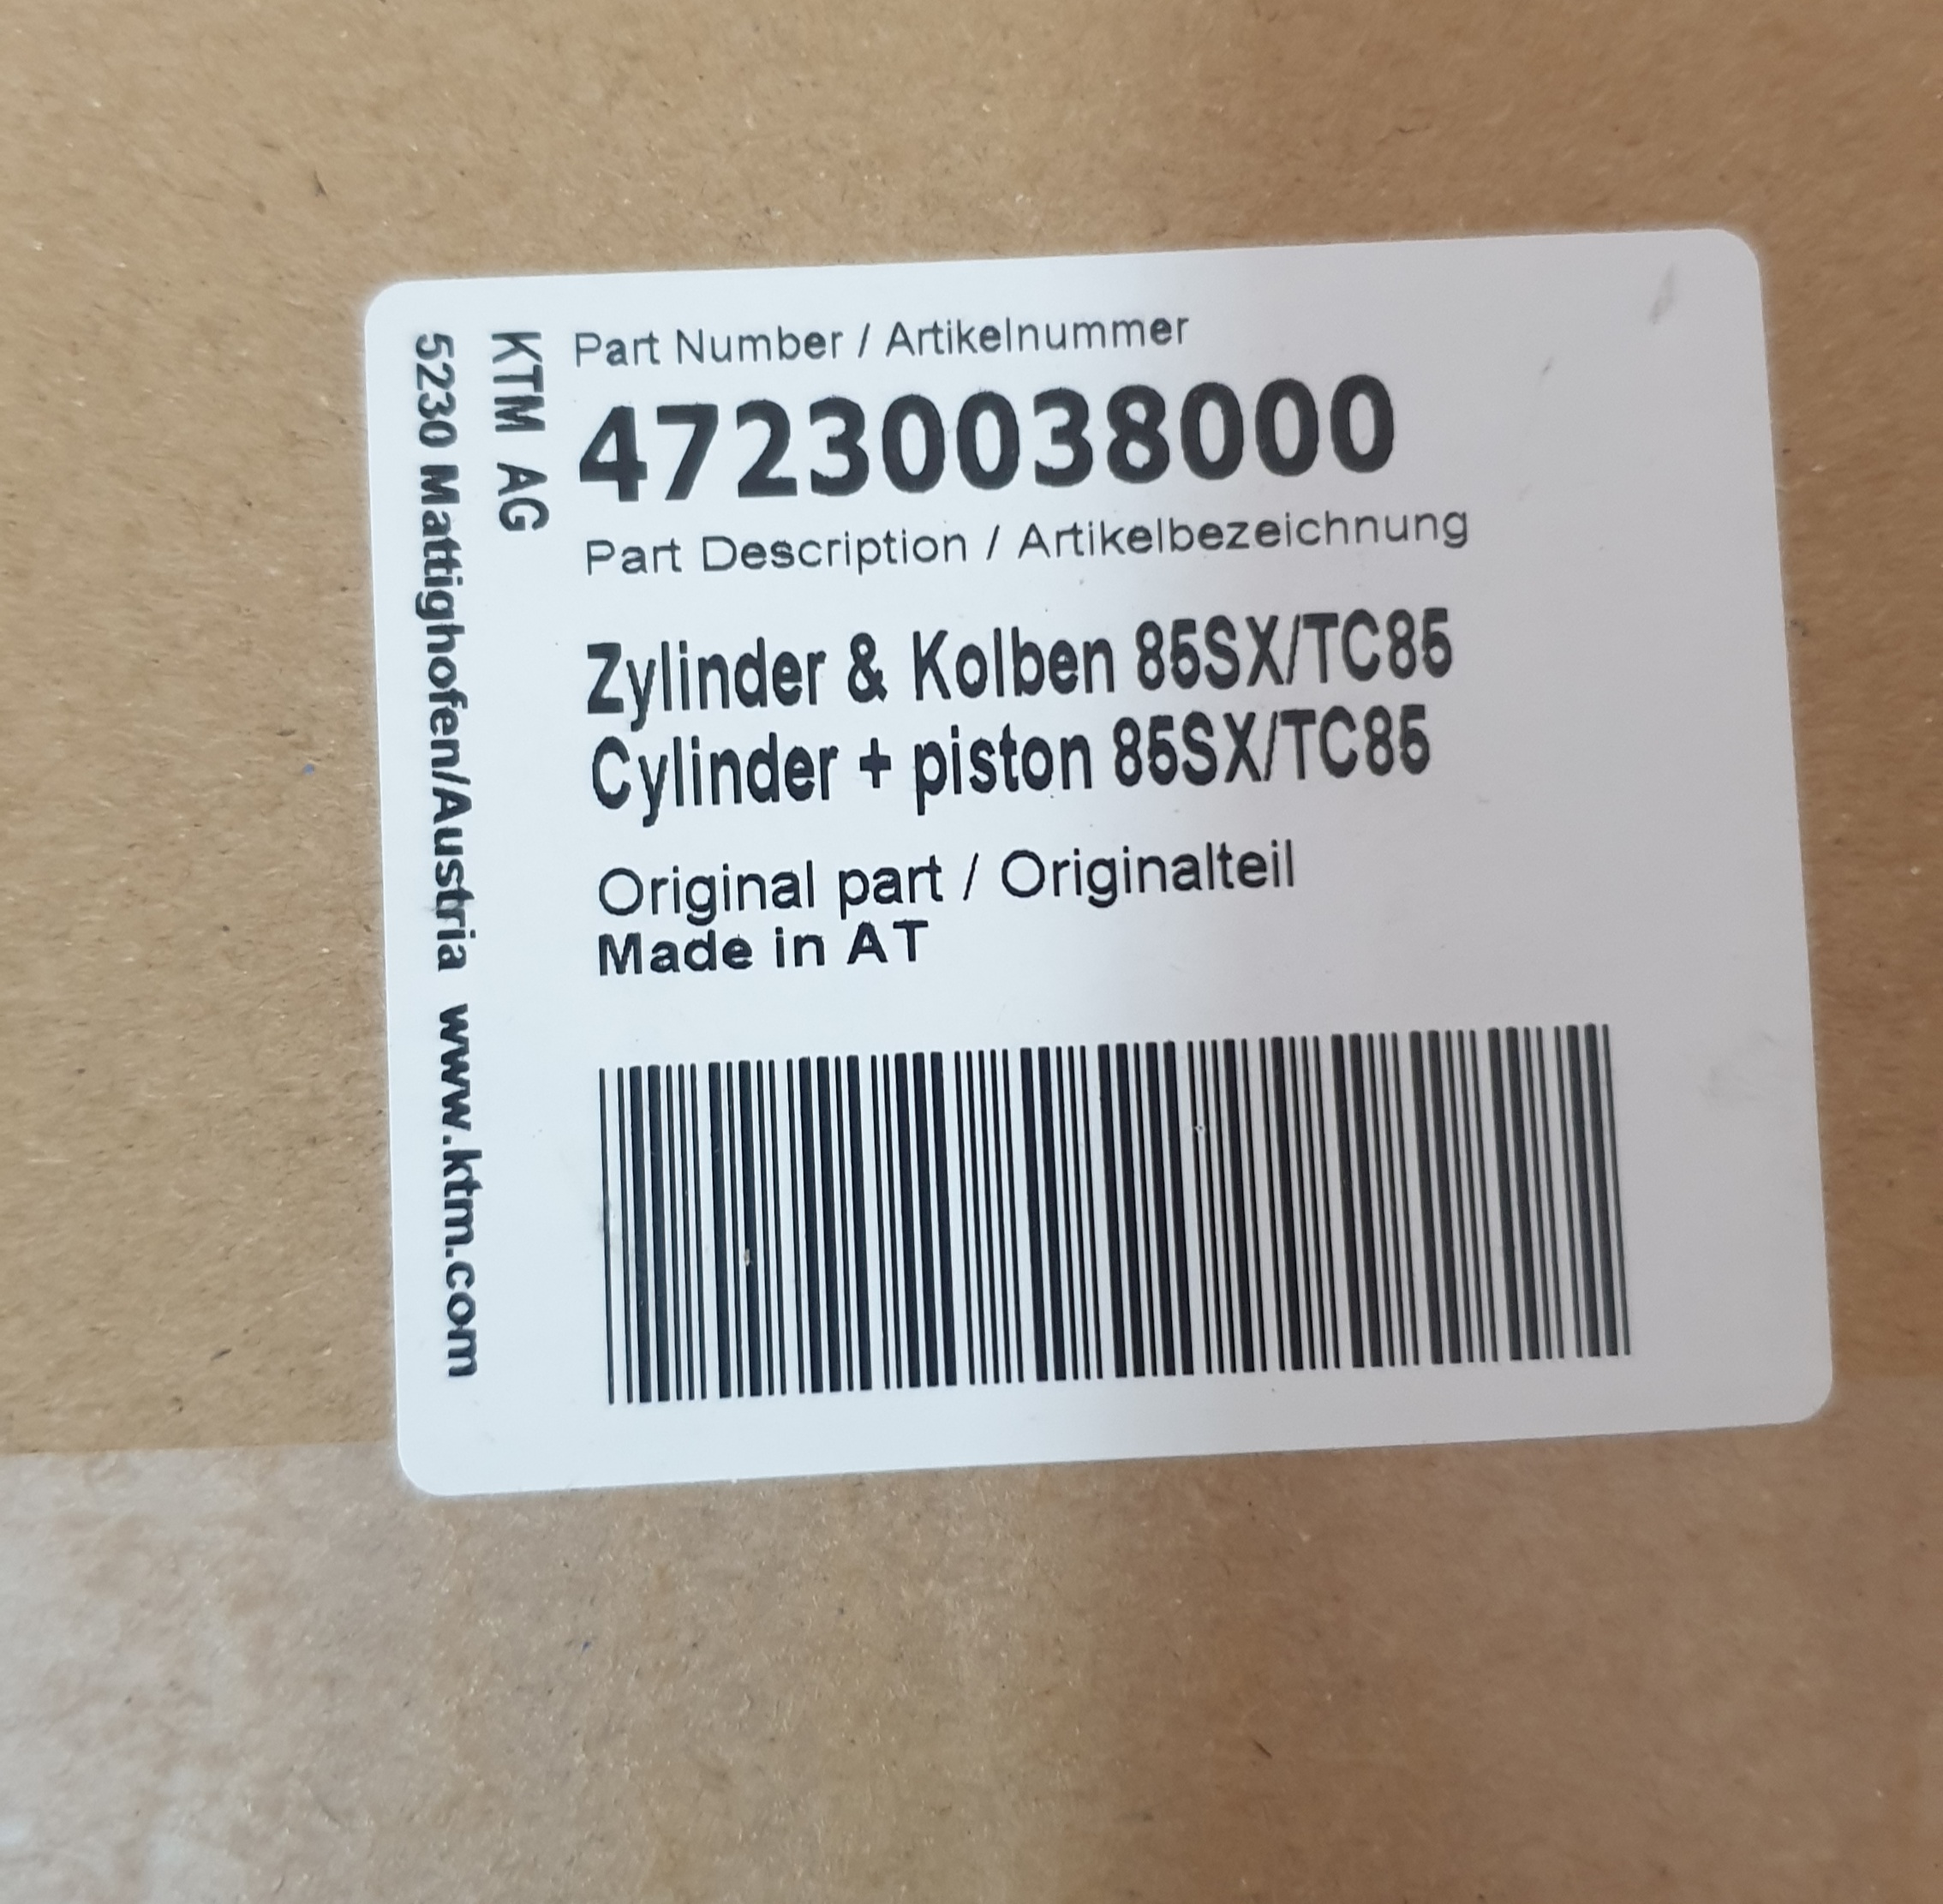 Part Number / Artikelnummer
47230038000
Part Description / Artikelbezeichnung
Zylinder & Kolben 85SX/TC85
Cylinder + piston 85SX/TC85
Original part / Originalteil
Made in AT
KTM AG
5230 Mattighofen/Austria www.ktm.com